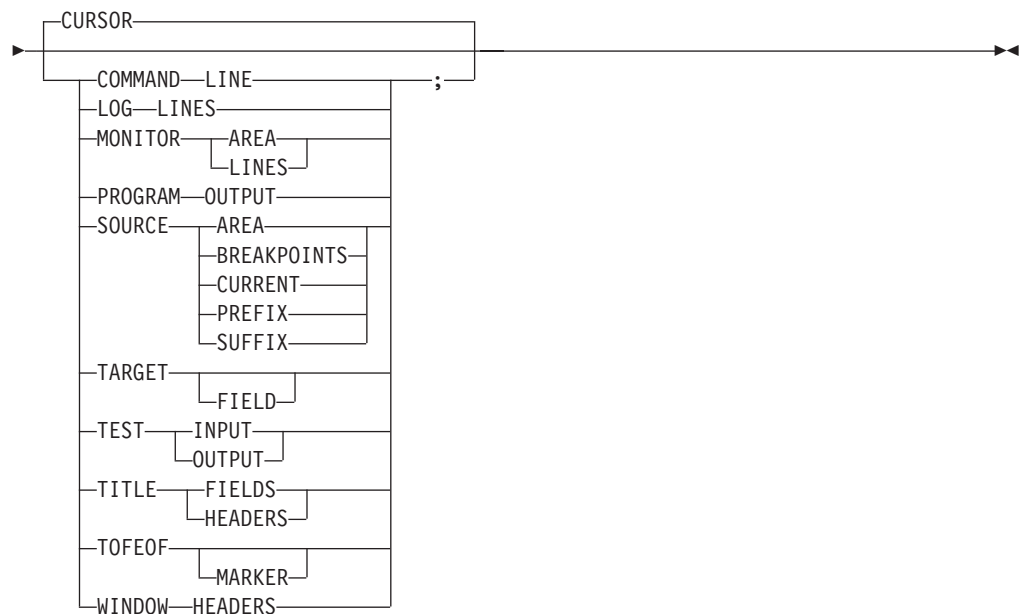 CURSOR
COMMAND LINE ;
LOG LINES
MONITOR AREA
LINES
PROGRAM OUTPUT
SOURCE AREA
BREAKPOINTS
CURRENT
PREFIX
SUFFIX
TARGET
FIELD
TEST INPUT
OUTPUT
TITLE FIELDS
HEADERS
TOFEOF
MARKER
WINDOW HEADERS